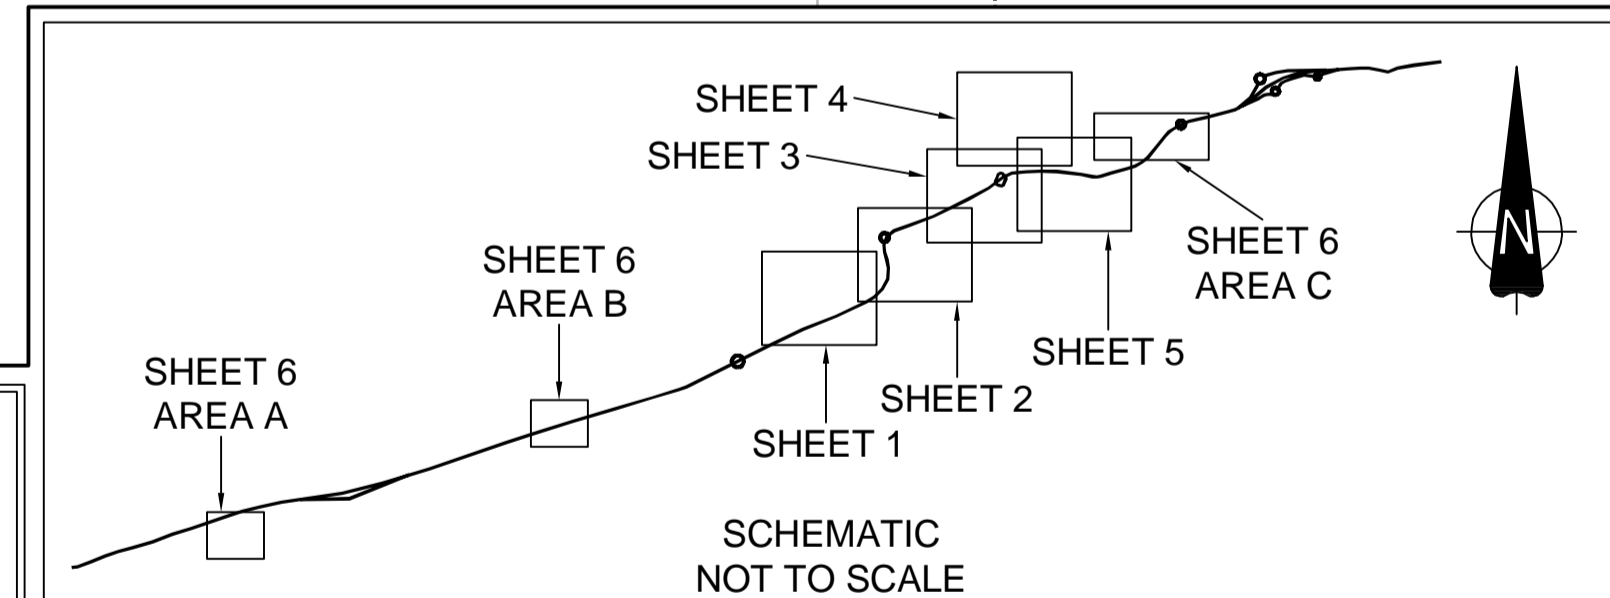 SHEET 4
SHEET 3
SHEET 6
AREA C
SHEET 6
AREA B
SHEET 5
SHEET 6
AREA A
SHEET 2
SHEET 1
SCHEMATIC
NOT TO SCALE
N